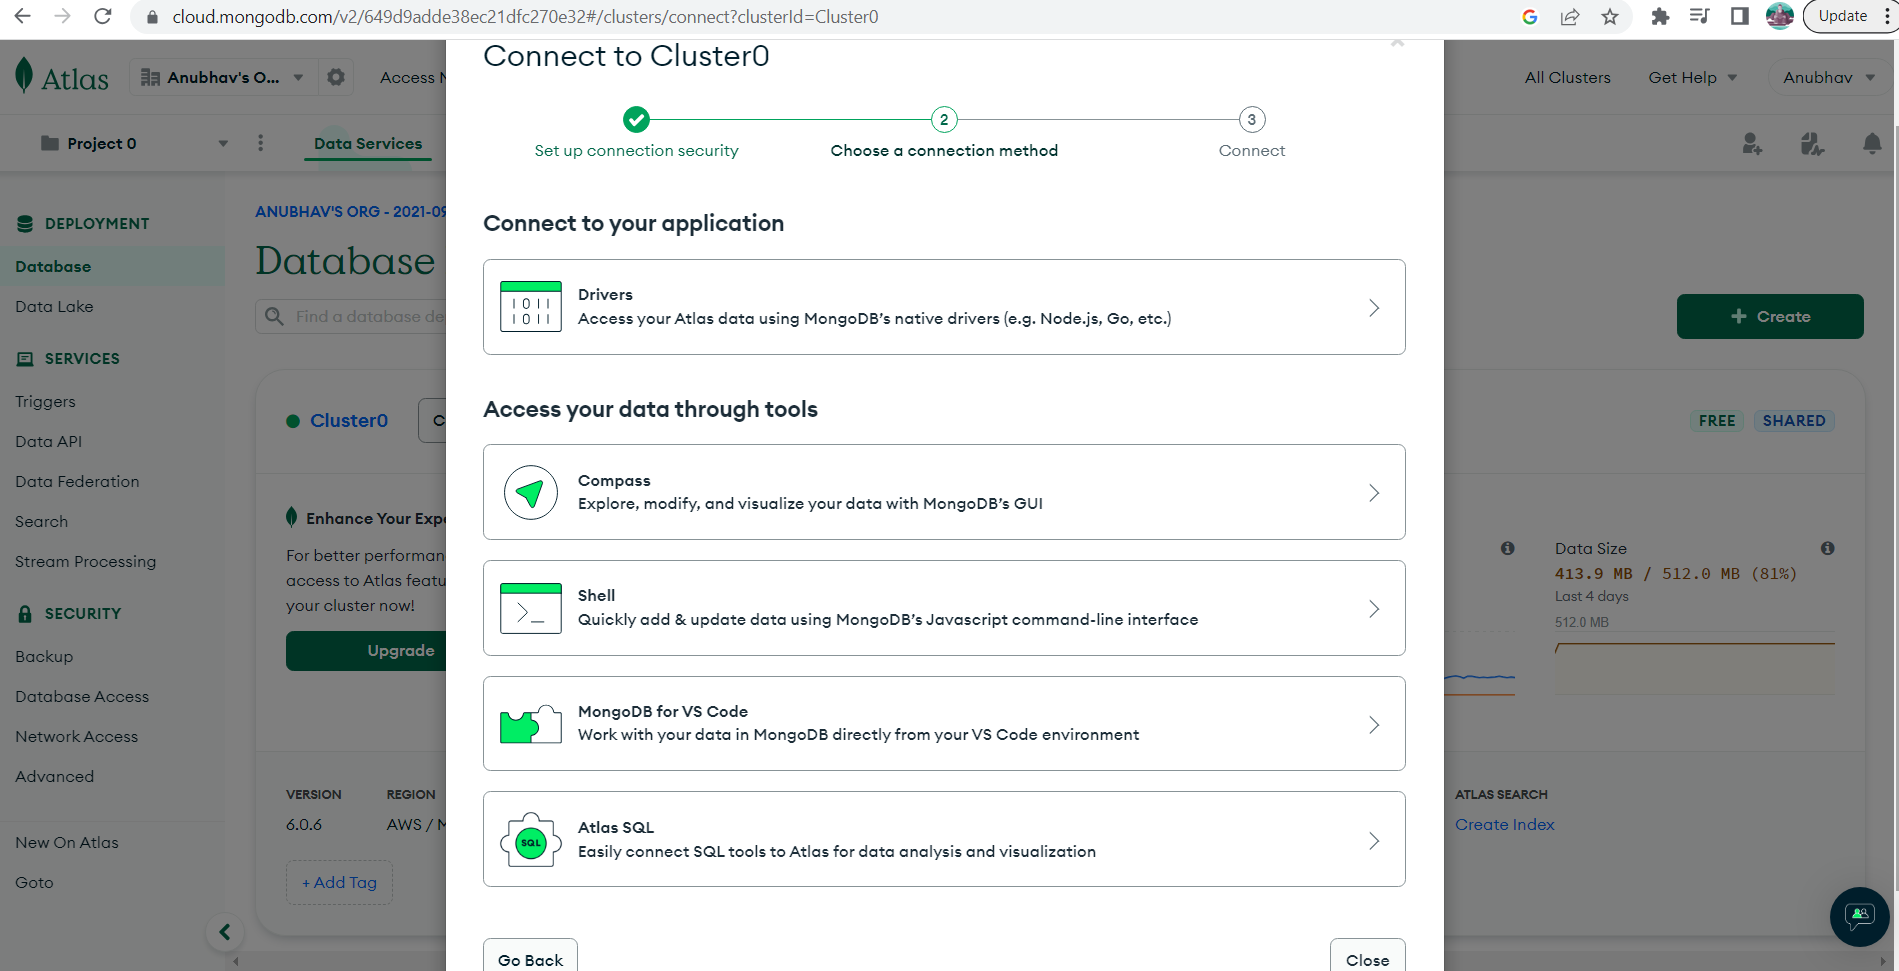 cloud.mongodb.com/v2/649d9adde38ec21dfc270e32#/clusters/connect?clusterId=Cluster0
Update
Atlas
Anubhav's O...
Access
All Clusters
Get Help
Anubhav
Project 0
Data Services
DEPLOYMENT
Database
Data Lake
SERVICES
Triggers
Data API
Data Federation
Search
Stream Processing
SECURITY
Backup
Database Access
Network Access
Advanced
New On Atlas
Goto
ANUBHAV'S ORG - 2021-09
Database
Find a database de
Cluster0
Enhance Your Exp
For better performan
access to Atlas featu
your cluster now!
Upgrade
VERSION
REGION
6.0.6
AWS /
+ Add Tag
Connect to Cluster0
2
3
Set up connection security
Choose a connection method
Connect
Connect to your application
1011
1011
Drivers
Access your Atlas data using MongoDB’s native drivers (e.g. Node.js, Go, etc.)
Access your data through tools
Compass
Explore, modify, and visualize your data with MongoDB’s GUI
Shell
Quickly add & update data using MongoDB’s Javascript command-line interface
MongoDB for VS Code
Work with your data in MongoDB directly from your VS Code environment
SQL
Atlas SQL
Easily connect SQL tools to Atlas for data analysis and visualization
Go Back
Close
+ Create
FREE
SHARED
Data Size
413.9 MB / 512.0 MB (81%)
Last 4 days
512.0 MB
ATLAS SEARCH
Create Index